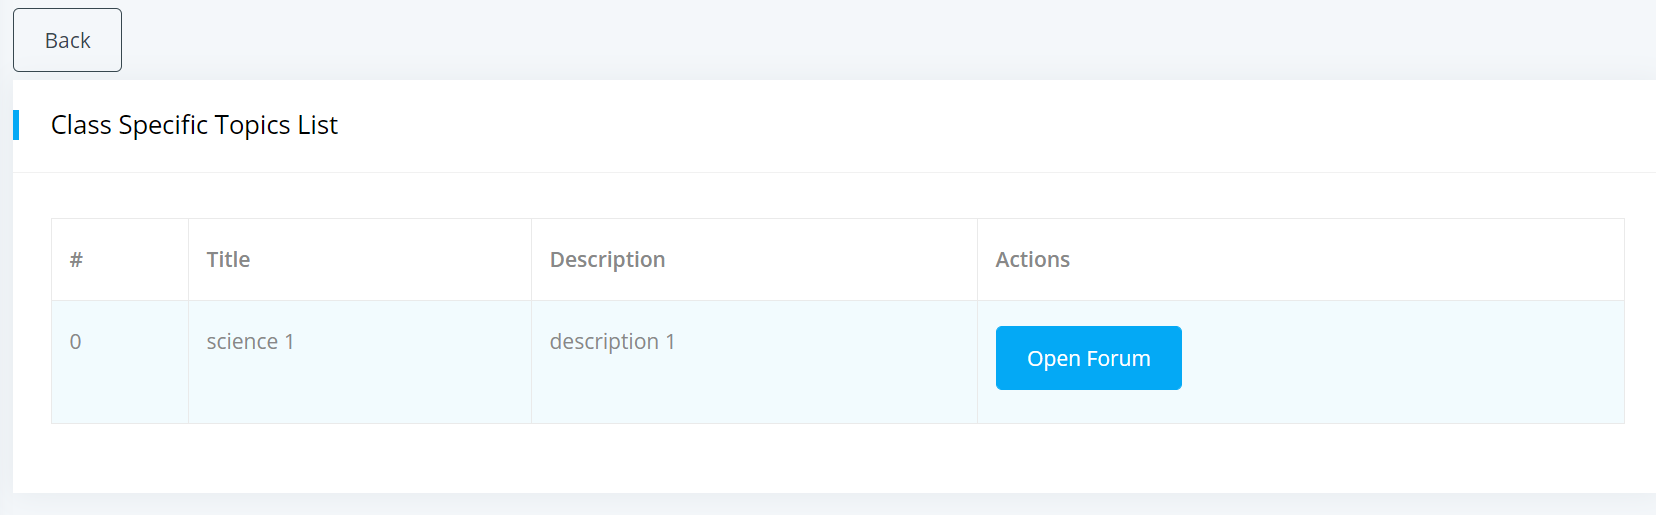 Back
Class Specific Topics List
# Title Description Actions
0 science 1 description 1 Open Forum